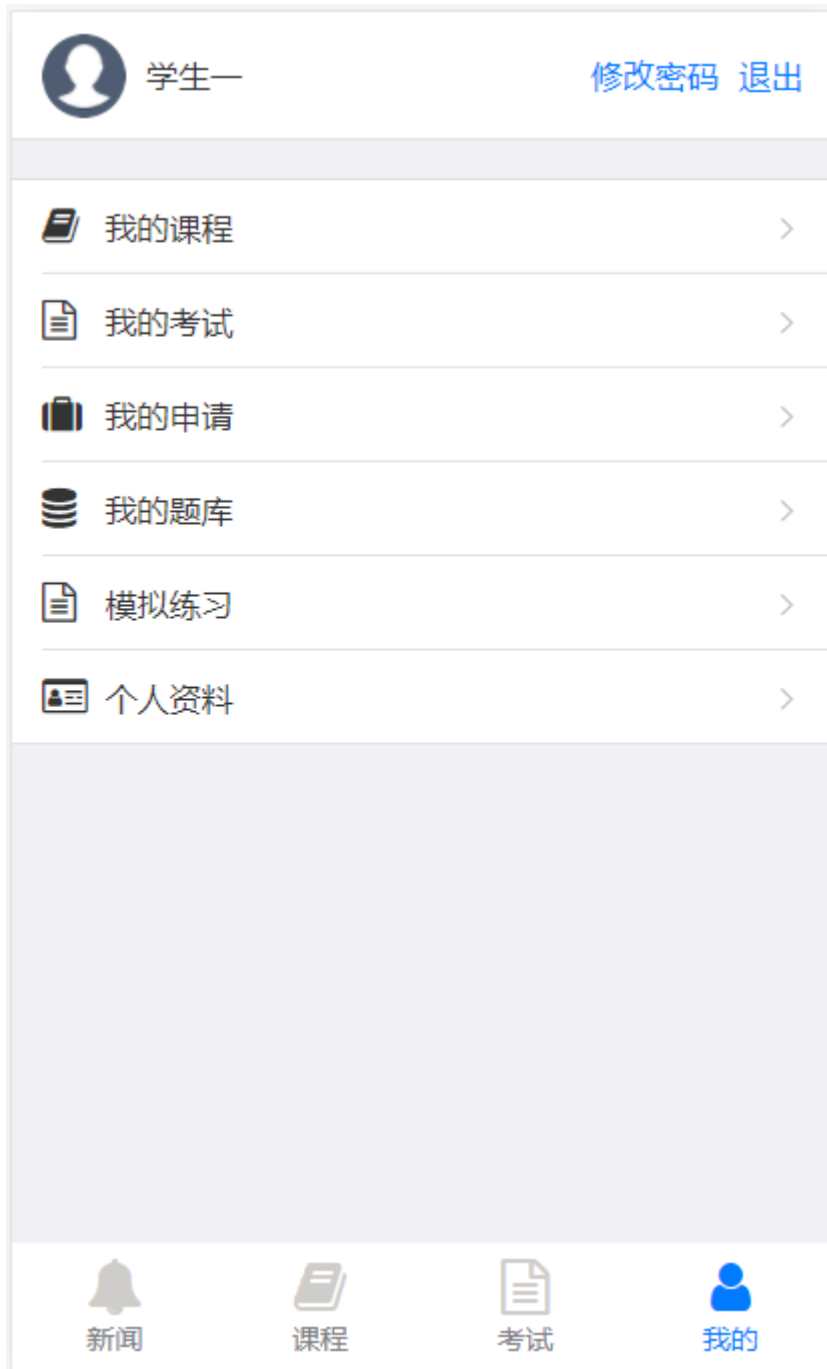 学生一 修改密码 退出
我的课程
我的考试
我的申请
我的题库
模拟练习
个人资料
新闻 课程 考试 我的